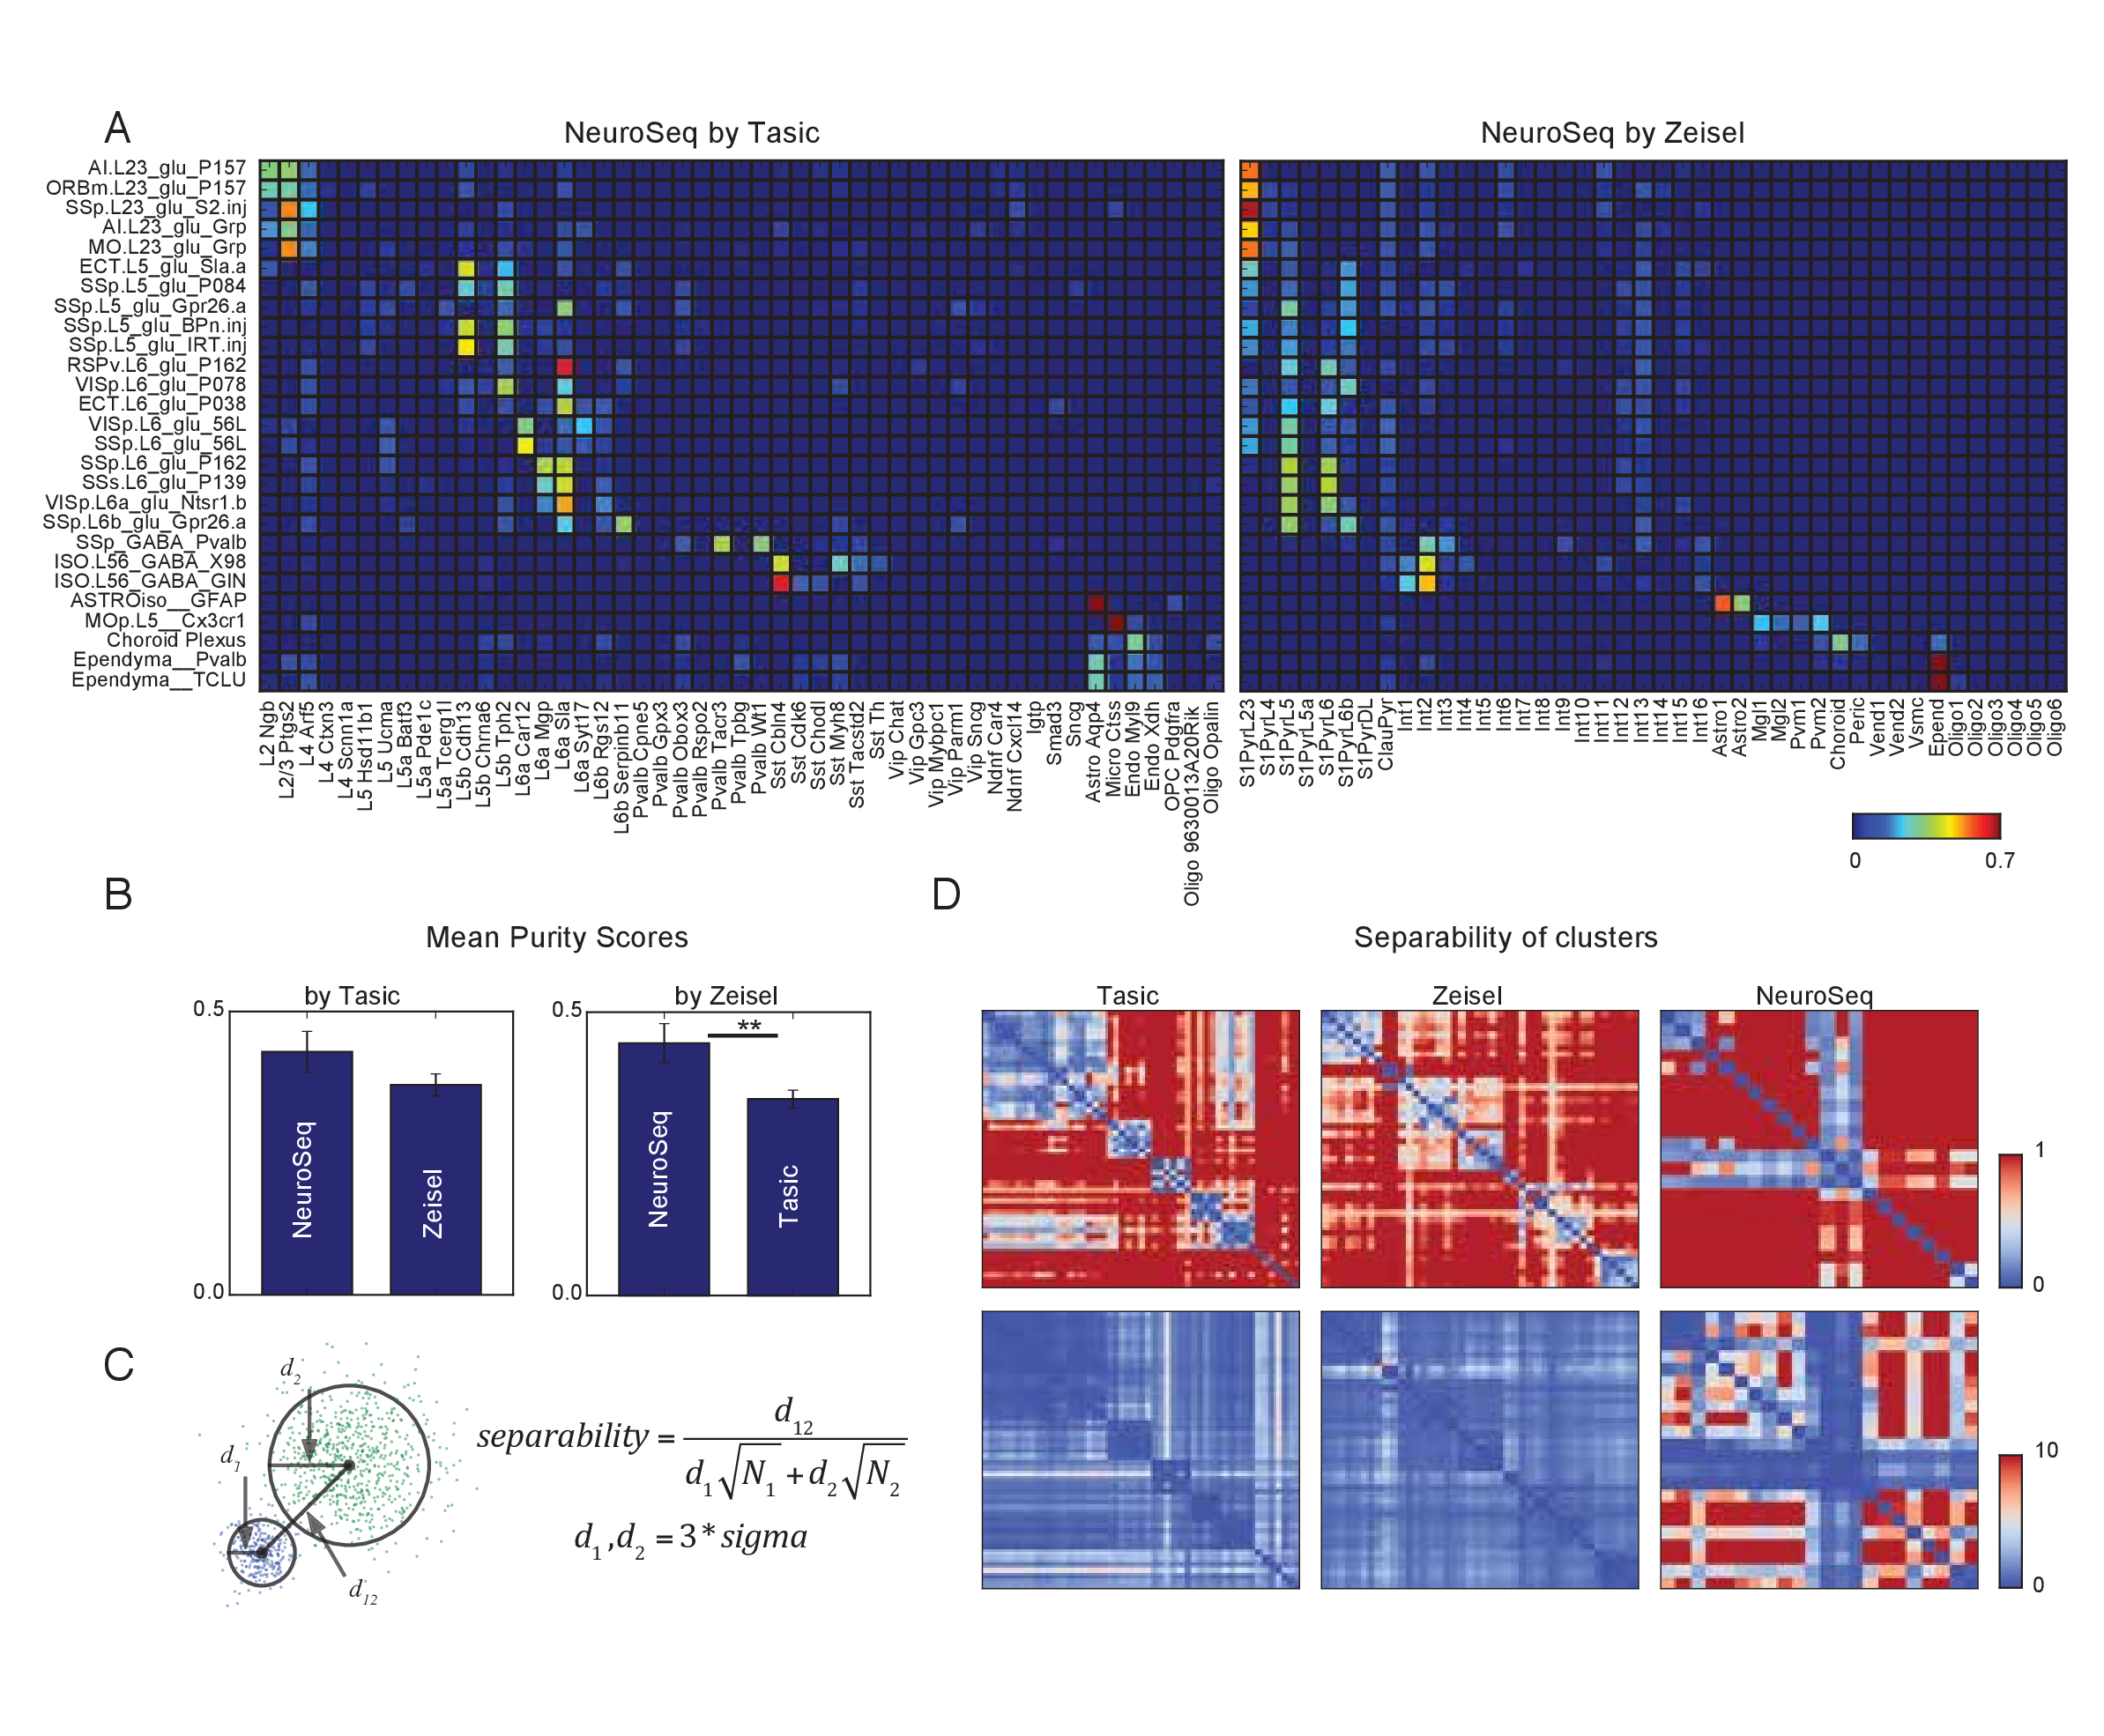 A
NeuroSeq by Tasic
NeuroSeq by Zeisel
AI.L23_glu_P157
ORBm.L23_glu_P157
SSp.L23_glu_S2.inj
AI.L23_glu_Grp
MO.L23_glu_Grp
ECT.L5_glu_Sla.a
SSp.L5_glu_P084
SSp.L5_glu_Gpr26.a
SSp.L5_glu_BPn.inj
SSp.L5_glu_IRT.inj
RSPv.L6_glu_P162
VISp.L6_glu_P078
ECT.L6_glu_P038
VISp.L6_glu_56L
SSp.L6_glu_56L
SSp.L6_glu_P162
SSs.L6_glu_P139
VISp.L6a_glu_Ntsr1.b
SSp.L6b_glu_Gpr26.a
SSp_GABA_Pvalb
ISO.L56_GABA_X98
ISO.L56_GABA_GIN
ASTROiso__GFAP
MOp.L5__Cx3cr1
Choroid Plexus
Ependyma__Pvalb
Ependyma__TCLU
L2 Ngb
L2/3 Ptgs2
L4 Arf5
L4 Ctxn3
L4 Scnn1a
L5 Hsd11b1
L5 Ucma
L5a Batf3
L5a Pde1c
L5a Tcerg1l
L5b Cdh13
L5b Chrna6
L5b Tph2
L6a Car12
L6a Mgp
L6a Sla
L6a Syt17
L6b Rgs12
L6b Serpinb11
Pvalb Cpne5
Pvalb Gpx3
Pvalb Obox3
Pvalb Rspo2
Pvalb Tacr3
Pvalb Tpbg
Pvalb Wt1
Sst Cbln4
Sst Cdk6
Sst Chodl
Sst Myh8
Sst Tacstd2
Sst Th
Vip Chat
Vip Gpc3
Vip Mybpc1
Vip Parm1
Vip Sncg
Ndnf Car4
Ndnf Cxcl14
Igtp
Smad3
Sncg
Astro Aqp4
Micro Ctss
Endo Myl9
Endo Xdh
OPC Pdgfra
Oligo 9630013A20Rik
Oligo Opalin
S1PyrL23
S1PyrL4
S1PyrL5
S1PyrL5a
S1PyrL6
S1PyrL6b
S1PyrDL
ClauPyr
Int1
Int2
Int3
Int4
Int5
Int6
Int7
Int8
Int9
Int10
Int11
Int12
Int13
Int14
Int15
Int16
Astro1
Astro2
Mgl1
Mgl2
Pvm1
Pvm2
Choroid
Peric
Vend1
Vend2
Vsmc
Epend
Oligo1
Oligo2
Oligo3
Oligo4
Oligo5
Oligo6
0 0.7
B
Mean Purity Scores
by Tasic
0.5
0.0
NeuroSeq
Zeisel
by Zeisel
0.5
0.0
**
NeuroSeq
Tasic
C
d2
d1
d12
separability = d12 / (d1√N1 + d2√N2)
d1,d2 = 3*sigma
D
Separability of clusters
Tasic
Zeisel
NeuroSeq
1
0
10
0